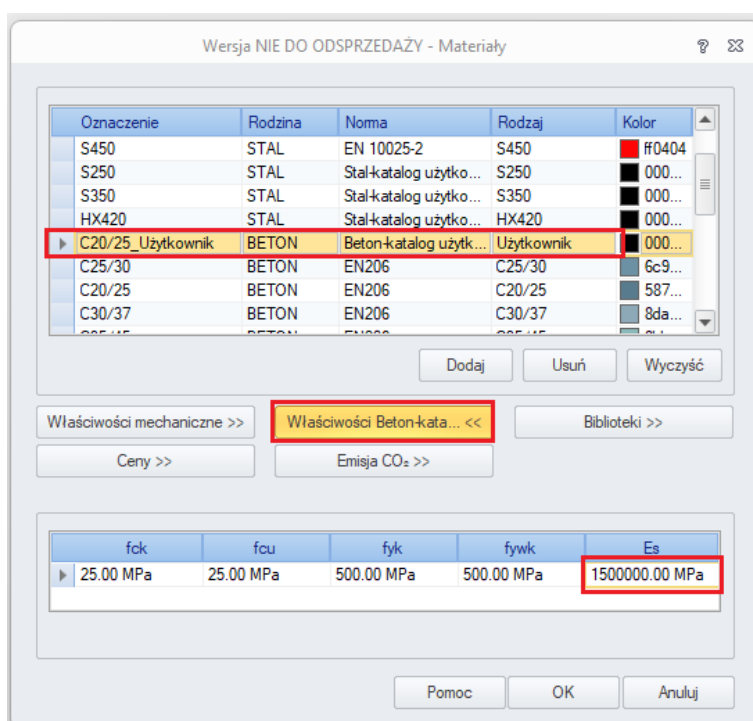 Wersja NIE DO ODSPRZEDAŻY - Materiały
Oznaczenie Rodzina Norma Rodzaj Kolor
S450 STAL EN 10025-2 S450 ff0404
S250 STAL Stal-katalog użytko... S250 000...
S350 STAL Stal-katalog użytko... S350 000...
HX420 STAL Stal-katalog użytko... HX420 000...
C20/25_Użytkownik BETON Beton-katalog użytk... Użytkownik 000...
C25/30 BETON EN206 C25/30 6c9...
C20/25 BETON EN206 C20/25 587...
C30/37 BETON EN206 C30/37 8da...
Dodaj Usuń Wyczyść
Właściwości mechaniczne >> Właściwości Beton-kata... << Biblioteki >>
Ceny >> Emisja CO₂ >>
fck fcu fyk fywk Es
25.00 MPa 25.00 MPa 500.00 MPa 500.00 MPa 1500000.00 MPa
Pomoc OK Anuluj